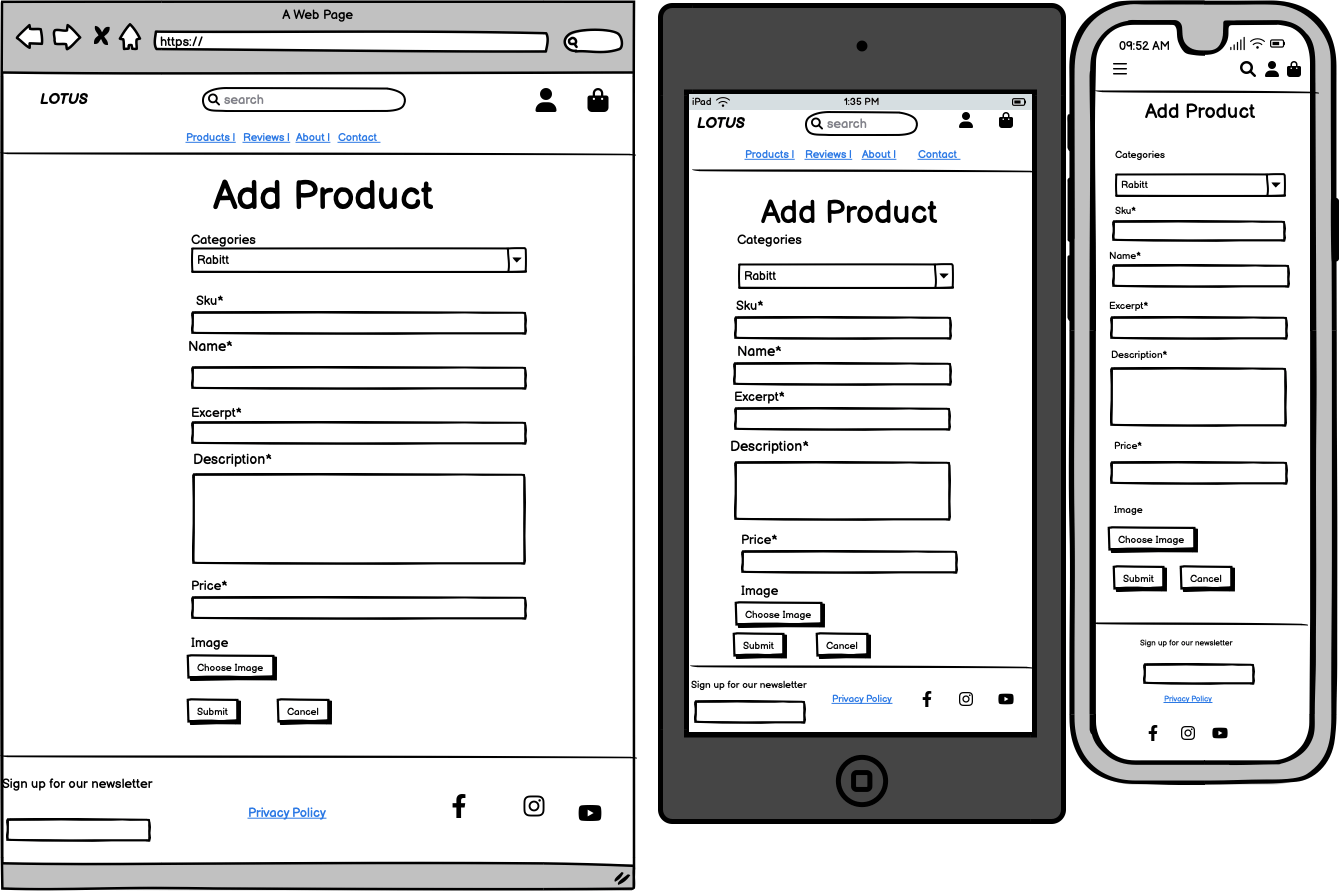 A Web Page
https://
LOTUS
search
Products | Reviews | About | Contact
Add Product
Categories
Rabitt
Sku*
Name*
Excerpt*
Description*
Price*
Image
Choose Image
Submit Cancel
Sign up for our newsletter
Privacy Policy
iPad 1:35 PM
LOTUS search
Products | Reviews | About | Contact
Add Product
Categories
Rabitt
Sku*
Name*
Excerpt*
Description*
Price*
Image
Choose Image
Submit Cancel
Sign up for our newsletter
Privacy Policy
09:52 AM
Add Product
Categories
Rabitt
Sku*
Name*
Excerpt*
Description*
Price*
Image
Choose Image
Submit Cancel
Sign up for our newsletter
Privacy Policy